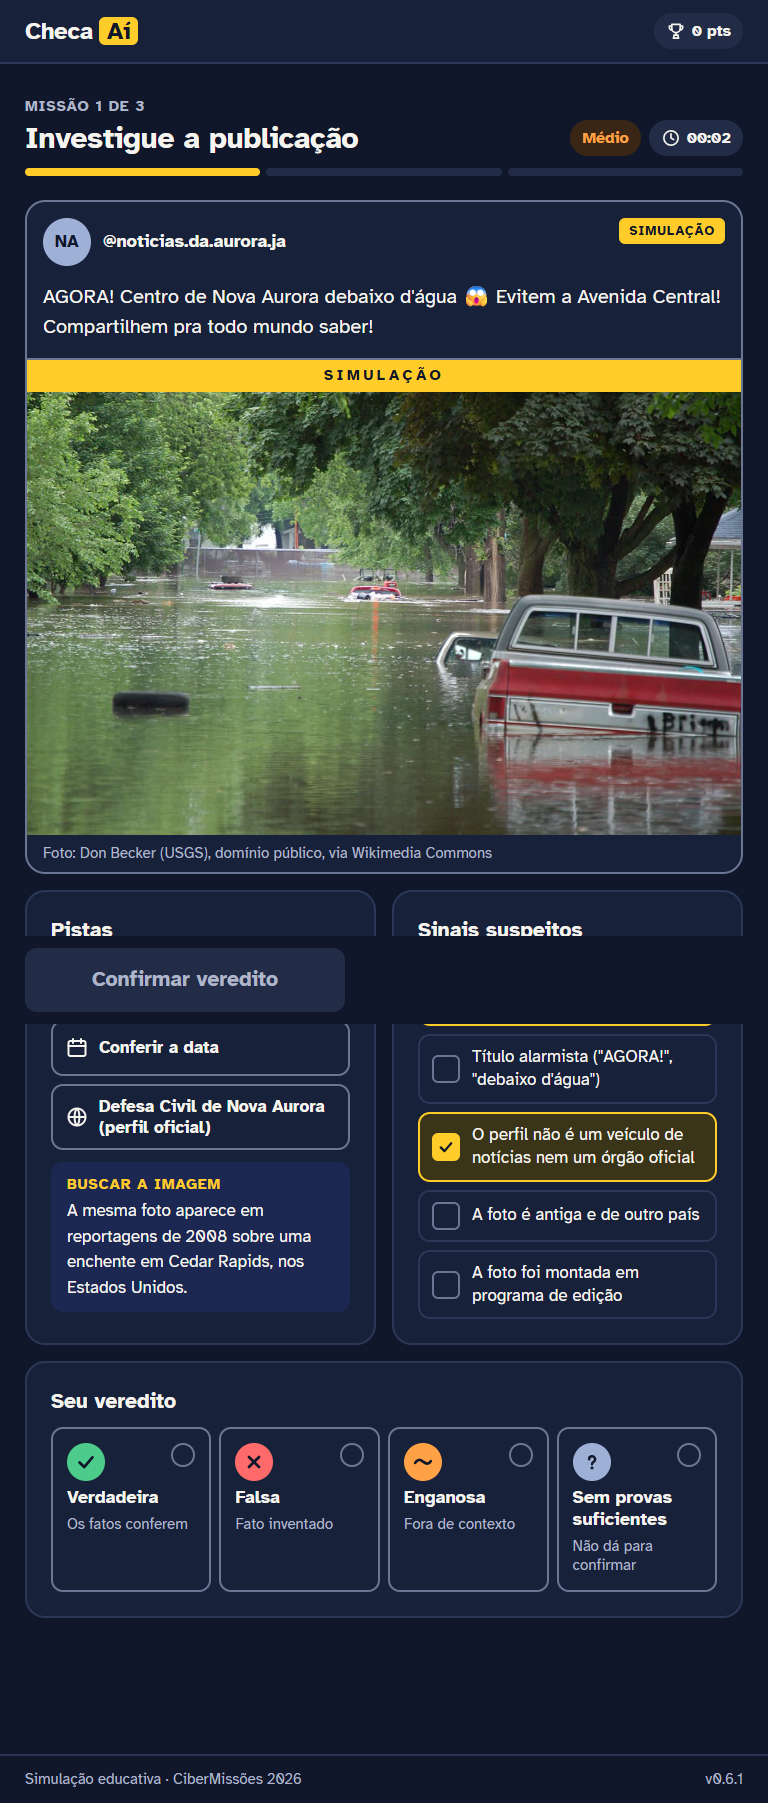 Checa Aí
0 pts
MISSÃO 1 DE 3
Investigue a publicação
Médio
00:02
NA
@noticias.da.aurora.ja
SIMULAÇÃO
AGORA! Centro de Nova Aurora debaixo d'água 😱 Evitem a Avenida Central!
Compartilhem pra todo mundo saber!
SIMULAÇÃO
Foto: Don Becker (USGS), domínio público, via Wikimedia Commons
Pistas
Confirmar veredito
Conferir a data
Defesa Civil de Nova Aurora
(perfil oficial)
BUSCAR A IMAGEM
A mesma foto aparece em
reportagens de 2008 sobre uma
enchente em Cedar Rapids, nos
Estados Unidos.
Sinais suspeitos
Título alarmista ("AGORA!",
"debaixo d'água")
O perfil não é um veículo de
notícias nem um órgão oficial
A foto é antiga e de outro país
A foto foi montada em
programa de edição
Seu veredito
Verdadeira
Os fatos conferem
Falsa
Fato inventado
Enganosa
Fora de contexto
Sem provas
suficientes
Não dá para
confirmar
Simulação educativa · CiberMissões 2026
v0.6.1